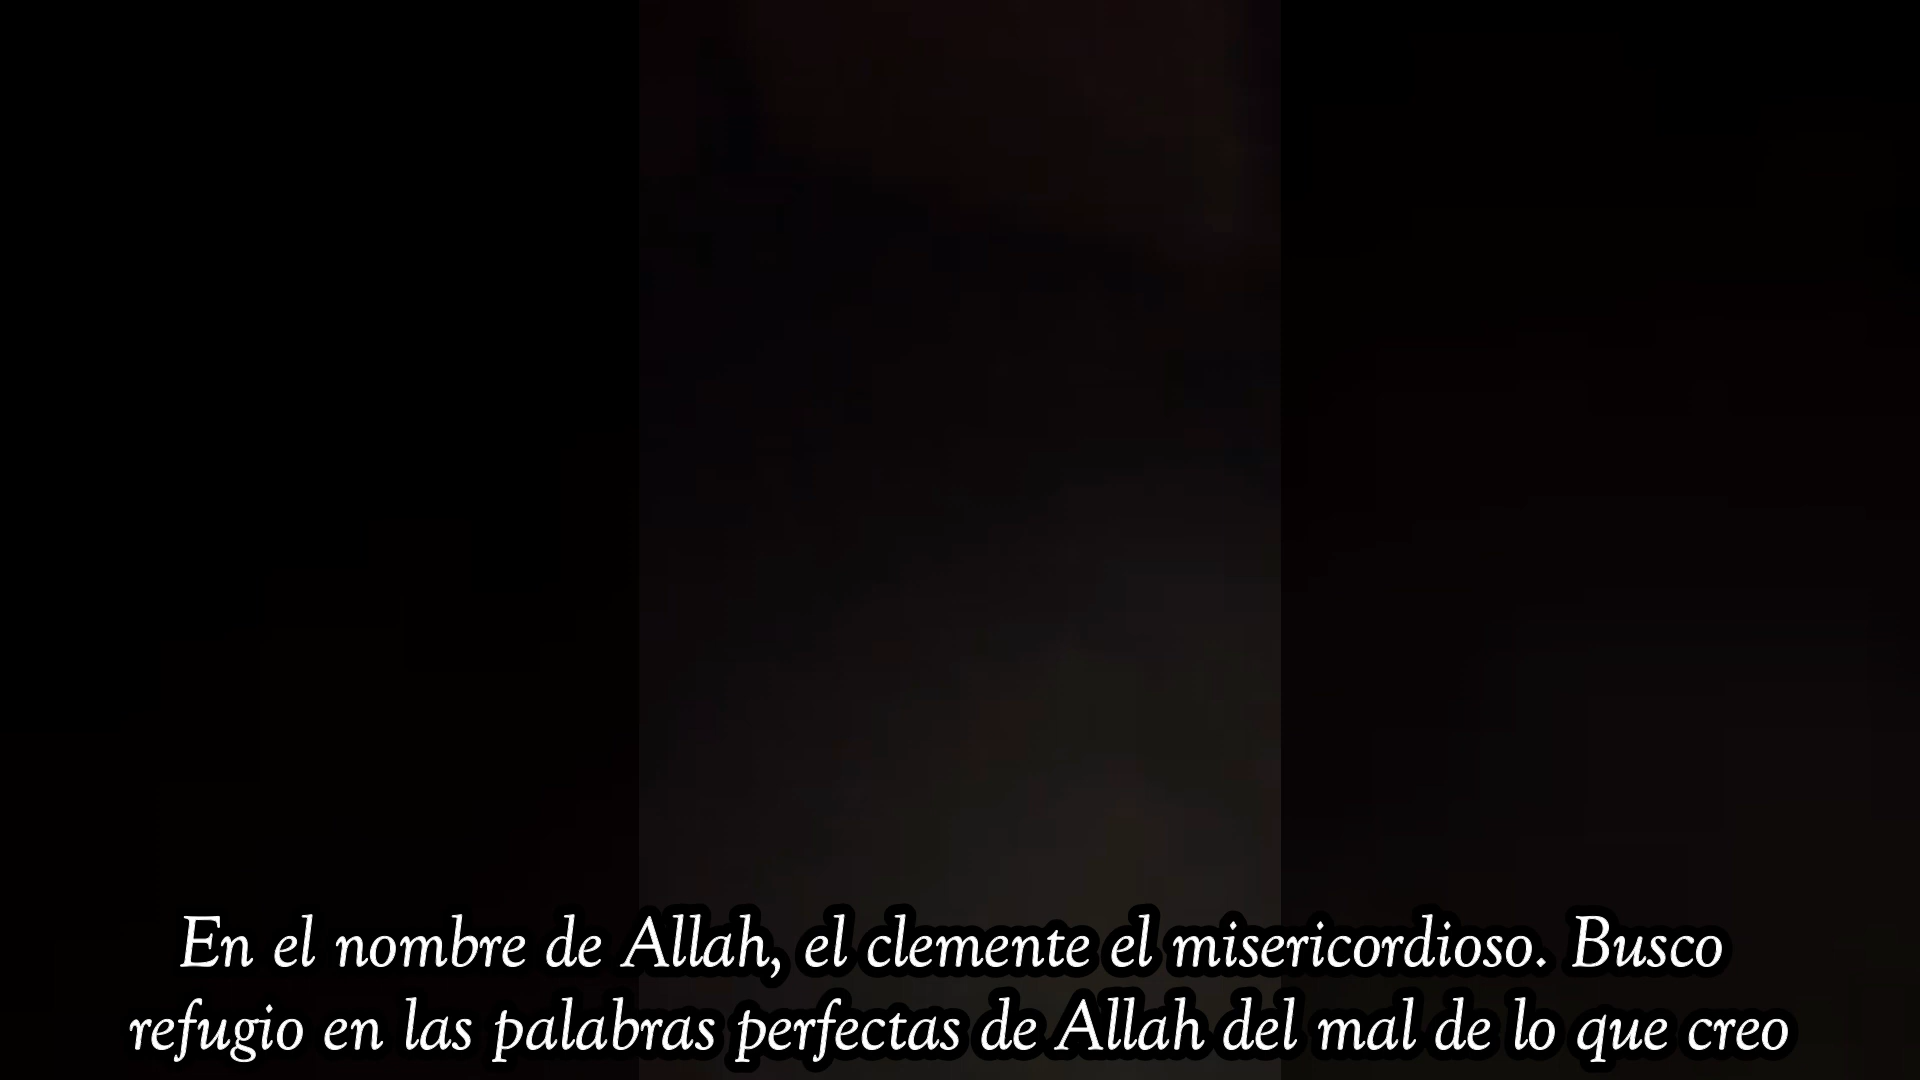 En el nombre de Allah, el clemente el misericordioso. Busco
refugio en las palabras perfectas de Allah del mal de lo que creo